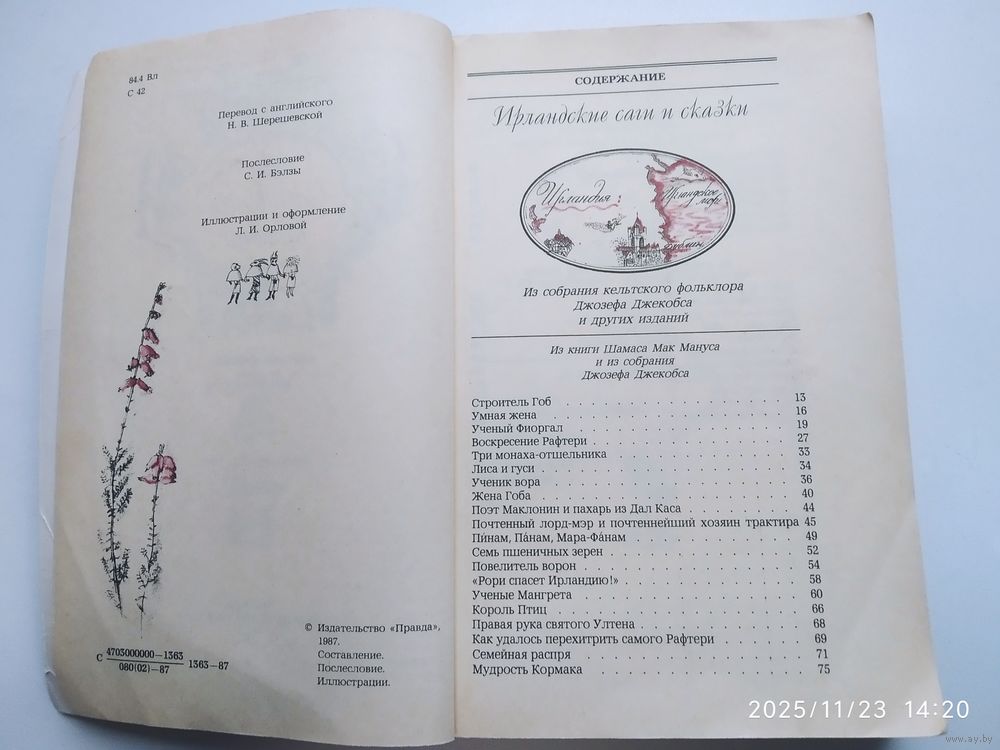 84.4 Вл
С 42
Перевод с английского
Н. В. Шерешевской
Послесловие
С. И. Бэлзы
Иллюстрации и оформление
Л. И. Орловой
© Издательство «Правда»,
1987.
Составление.
Послесловие.
Иллюстрации.
С 4703000000—1363
080(02)—87
1363—87
СОДЕРЖАНИЕ
Ирландские саги и сказки
Ирландия:
Ирландское
море
Дублин
Из собрания кельтского фольклора
Джозефа Джекобса
и других изданий
Из книги Шамаса Мак Мануса
и из собрания
Джозефа Джекобса
Строитель Гоб . . . . . . . . . . . . . . . 13
Умная жена . . . . . . . . . . . . . . . 16
Ученый Фиоргал . . . . . . . . . . . . . . 19
Воскресение Рафтери . . . . . . . . . . . . . 27
Три монаха-отшельника . . . . . . . . . . . . 33
Лиса и гуси . . . . . . . . . . . . . . . 34
Ученик вора . . . . . . . . . . . . . . . 36
Жена Гоба . . . . . . . . . . . . . . . . 40
Поэт Маклонин и пахарь из Дал Каса . . . . . . . 44
Почтенный лорд-мэр и почтеннейший хозяин трактира 45
Пи́нам, Па́нам, Мара-Фа́нам . . . . . . . . . . . 49
Семь пшеничных зерен . . . . . . . . . . . . 52
Повелитель ворон . . . . . . . . . . . . . 54
«Рори спасет Ирландию!» . . . . . . . . . . . 58
Ученые Мангрета . . . . . . . . . . . . . . 60
Король Птиц . . . . . . . . . . . . . . . 66
Правая рука святого Ултена . . . . . . . . . . 68
Как удалось перехитрить самого Рафтери . . . . . . 69
Семейная распря . . . . . . . . . . . . . . 71
Мудрость Кормака . . . . . . . . . . . . . 75
2025/11/23 14:20
www.ay.by